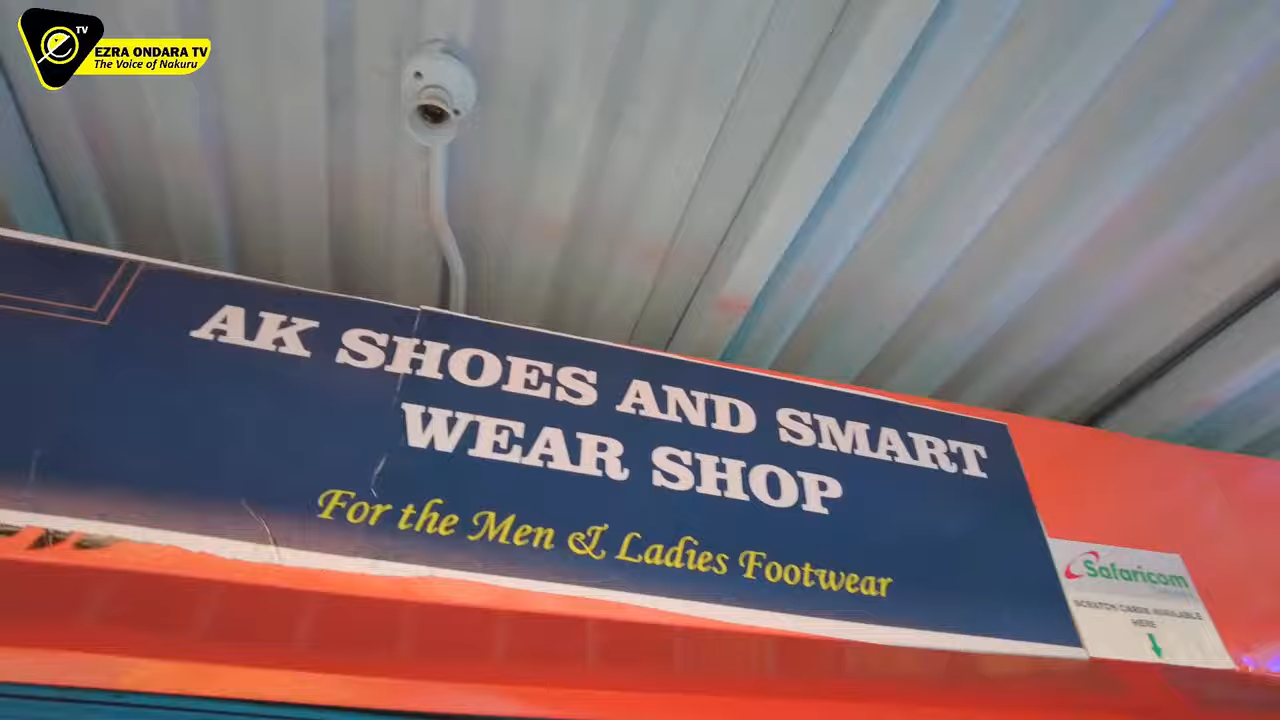 TV
EZRA ONDARA TV
The Voice of Nakuru
AK SHOES AND SMART
WEAR SHOP
For the Men & Ladies Footwear
Safaricom
SCRATCH CARDS AVAILABLE
HERE